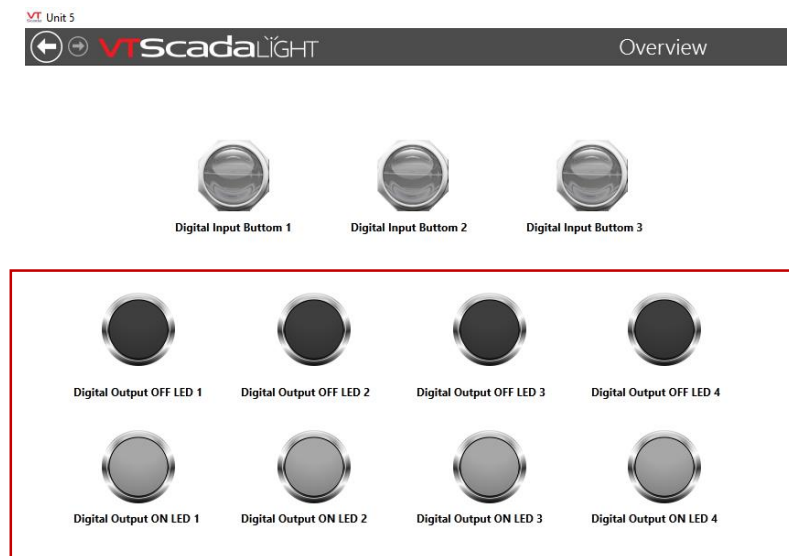 VT Unit 5
VTScadaLIGHT Overview
Digital Input Buttom 1 Digital Input Buttom 2 Digital Input Buttom 3
Digital Output OFF LED 1 Digital Output OFF LED 2 Digital Output OFF LED 3 Digital Output OFF LED 4
Digital Output ON LED 1 Digital Output ON LED 2 Digital Output ON LED 3 Digital Output ON LED 4